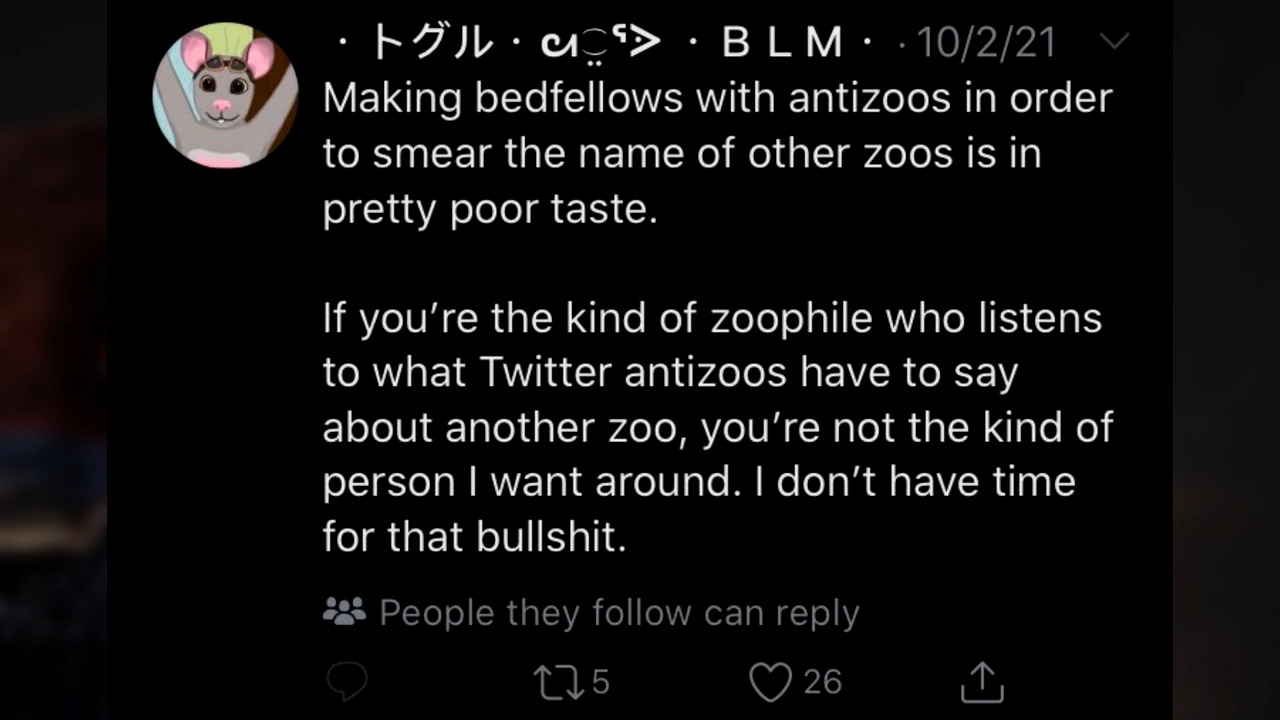 · トグル · ᘛ⁐̤ᕐᐷ · B L M · · 10/2/21
Making bedfellows with antizoos in order
to smear the name of other zoos is in
pretty poor taste.
If you’re the kind of zoophile who listens
to what Twitter antizoos have to say
about another zoo, you’re not the kind of
person I want around. I don’t have time
for that bullshit.
People they follow can reply
5 26